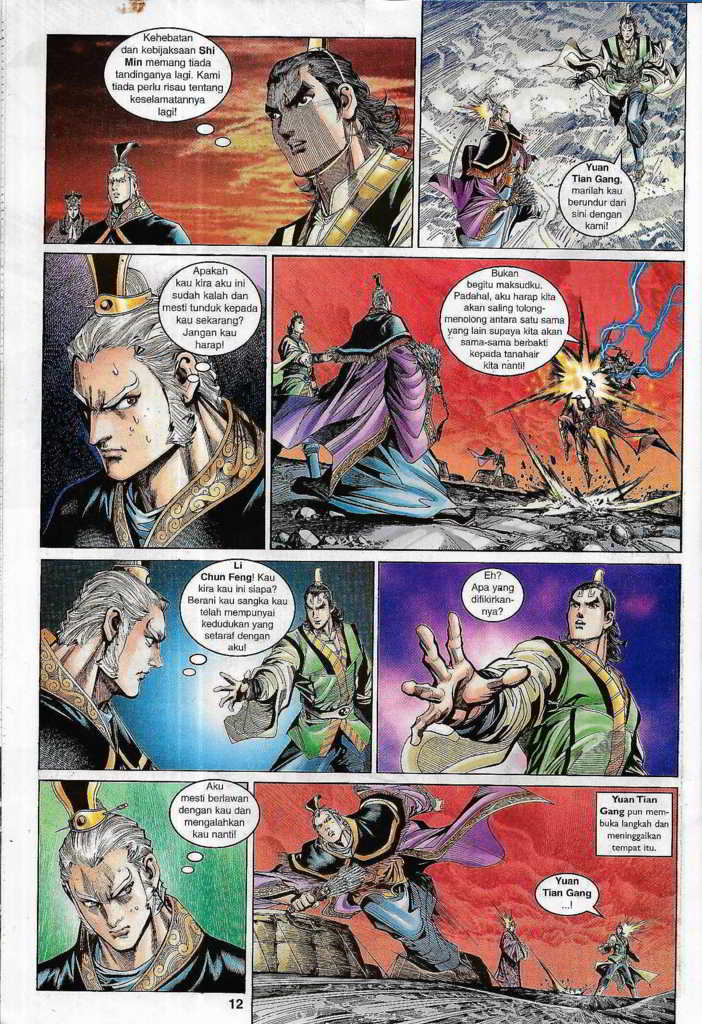 Kehebatan
dan kebijaksaan Shi
Min memang tiada
tandinganya lagi. Kami
tiada perlu risau tentang
keselamatannya
lagi!
Yuan
Tian Gang,
marilah kau
berundur dari
sini dengan
kami!
Apakah
kau kira aku ini
sudah kalah dan
mesti tunduk kepada
kau sekarang?
Jangan kau
harap!
Bukan
begitu maksudku.
Padahal, aku harap kita
akan saling tolong-
menolong antara satu sama
yang lain supaya kita akan
sama-sama berbakti
kepada tanahair
kita nanti!
Li
Chun Feng! Kau
kira kau ini siapa?
Berani kau sangka kau
telah mempunyai
kedudukan yang
setaraf dengan
aku!
Eh?
Apa yang
difikirkan-
nya?
Aku
mesti berlawan
dengan kau dan
mengalahkan
kau nanti!
Yuan Tian
Gang pun mem-
buka langkah dan
meninggalkan
tempat itu.
Yuan
Tian Gang
...!
12